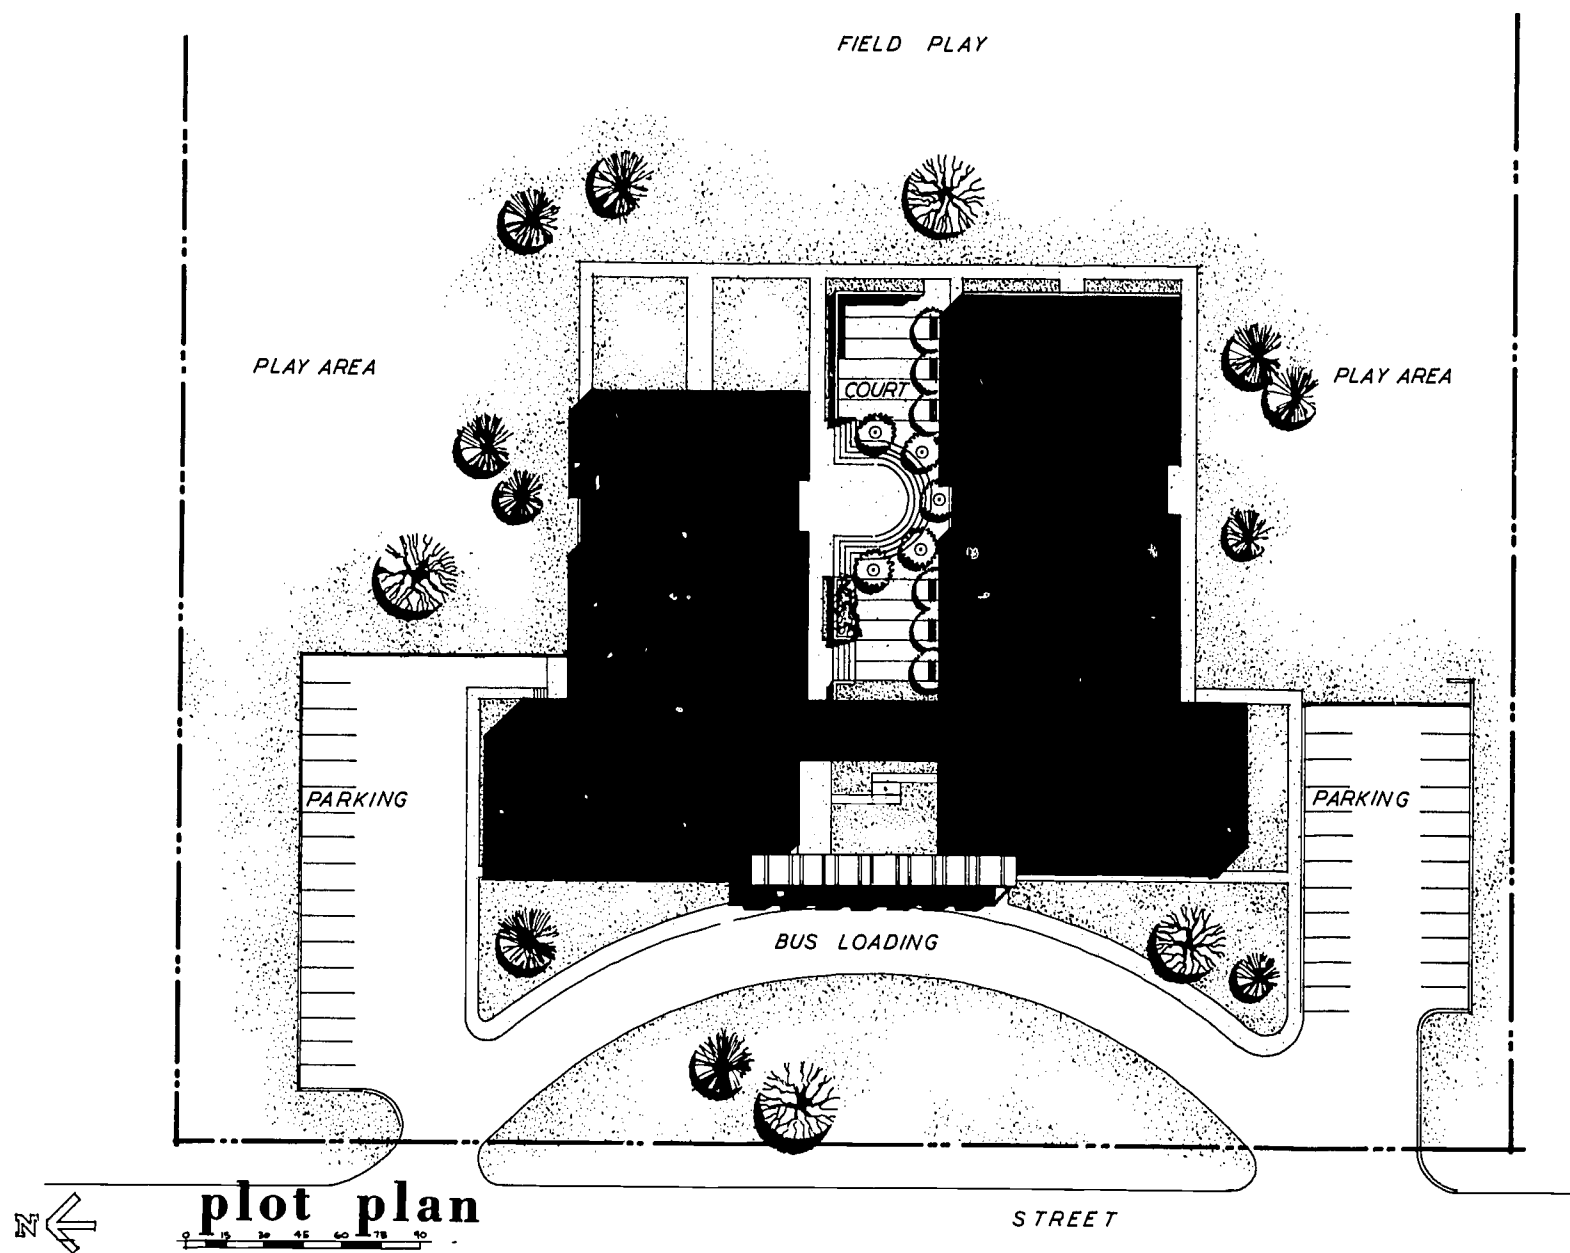 FIELD PLAY
PLAY AREA
PLAY AREA
COURT
PARKING
PARKING
BUS LOADING
plot plan
N
0 15 30 45 60 75 90
STREET